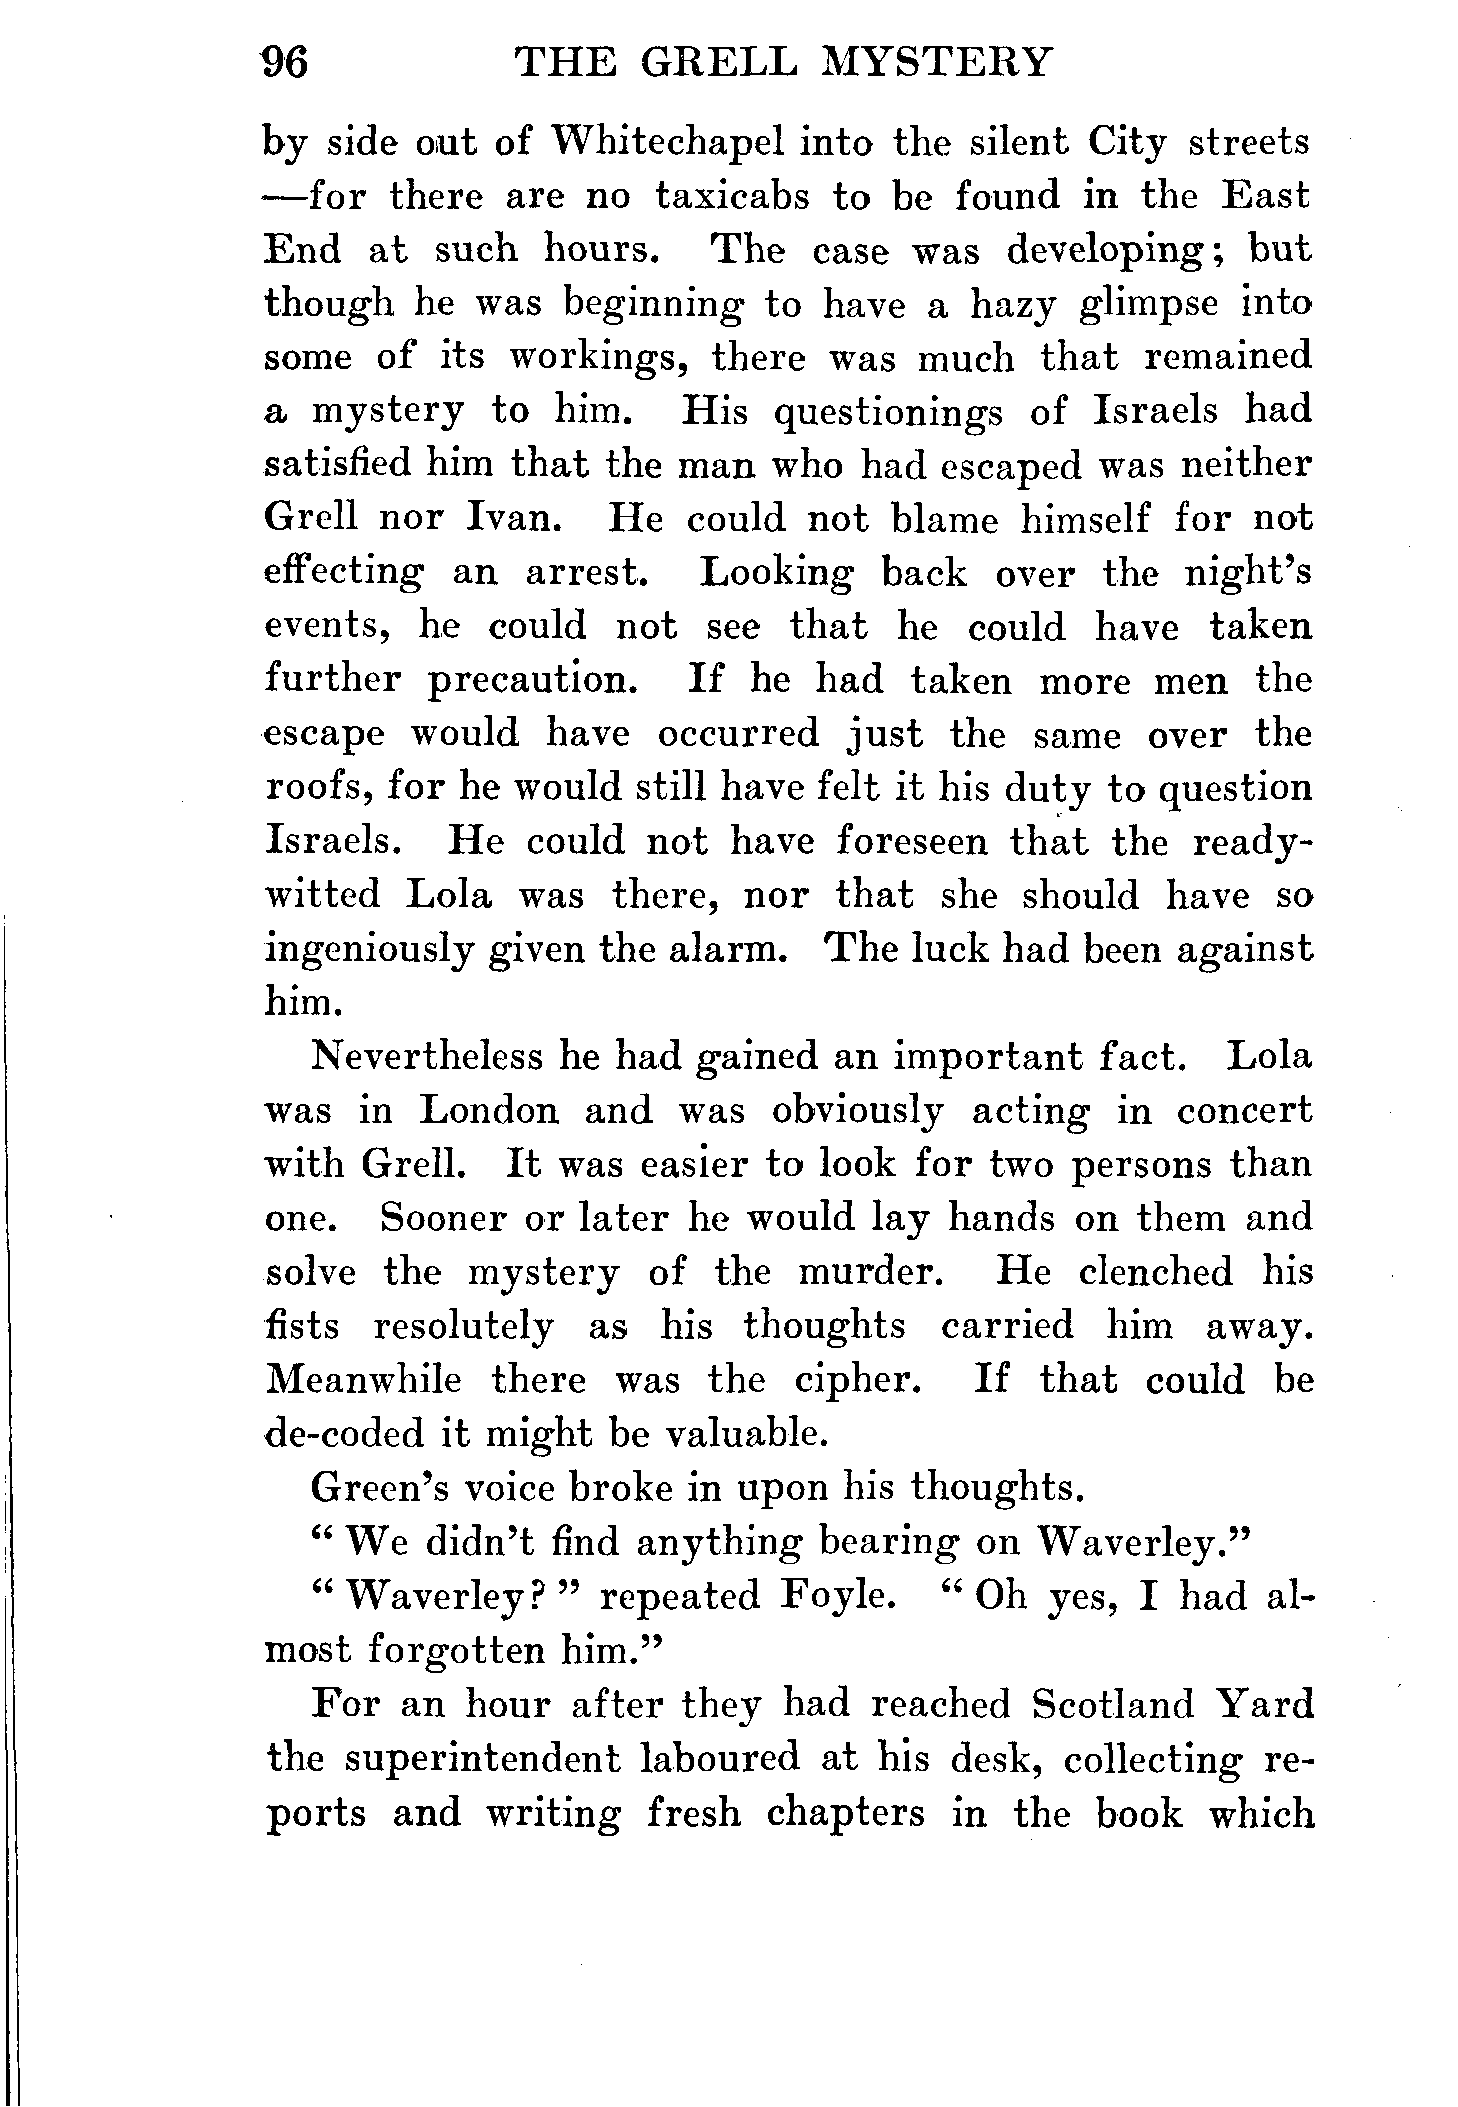 96 THE GRELL MYSTERY
by side out of Whitechapel into the silent City streets
—for there are no taxicabs to be found in the East
End at such hours. The case was developing; but
though he was beginning to have a hazy glimpse into
some of its workings, there was much that remained
a mystery to him. His questionings of Israels had
satisfied him that the man who had escaped was neither
Grell nor Ivan. He could not blame himself for not
effecting an arrest. Looking back over the night's
events, he could not see that he could have taken
further precaution. If he had taken more men the
escape would have occurred just the same over the
roofs, for he would still have felt it his duty to question
Israels. He could not have foreseen that the ready-
witted Lola was there, nor that she should have so
ingeniously given the alarm. The luck had been against
him.
Nevertheless he had gained an important fact. Lola
was in London and was obviously acting in concert
with Grell. It was easier to look for two persons than
one. Sooner or later he would lay hands on them and
solve the mystery of the murder. He clenched his
fists resolutely as his thoughts carried him away.
Meanwhile there was the cipher. If that could be
de-coded it might be valuable.
Green's voice broke in upon his thoughts.
"We didn't find anything bearing on Waverley."
"Waverley?" repeated Foyle. "Oh yes, I had al-
most forgotten him."
For an hour after they had reached Scotland Yard
the superintendent laboured at his desk, collecting re-
ports and writing fresh chapters in the book which